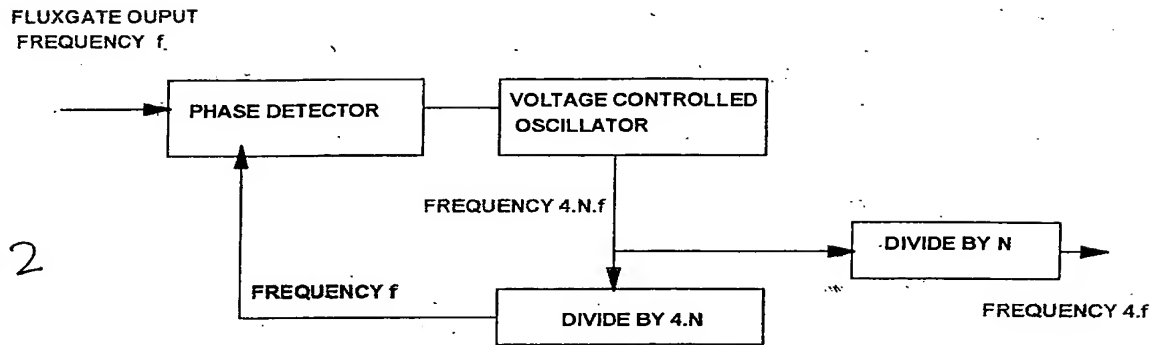 FLUXGATE OUPUT
FREQUENCY f.
PHASE DETECTOR
VOLTAGE CONTROLLED
OSCILLATOR
FREQUENCY 4.N.f
DIVIDE BY N
2
FREQUENCY f
DIVIDE BY 4.N
FREQUENCY 4.f